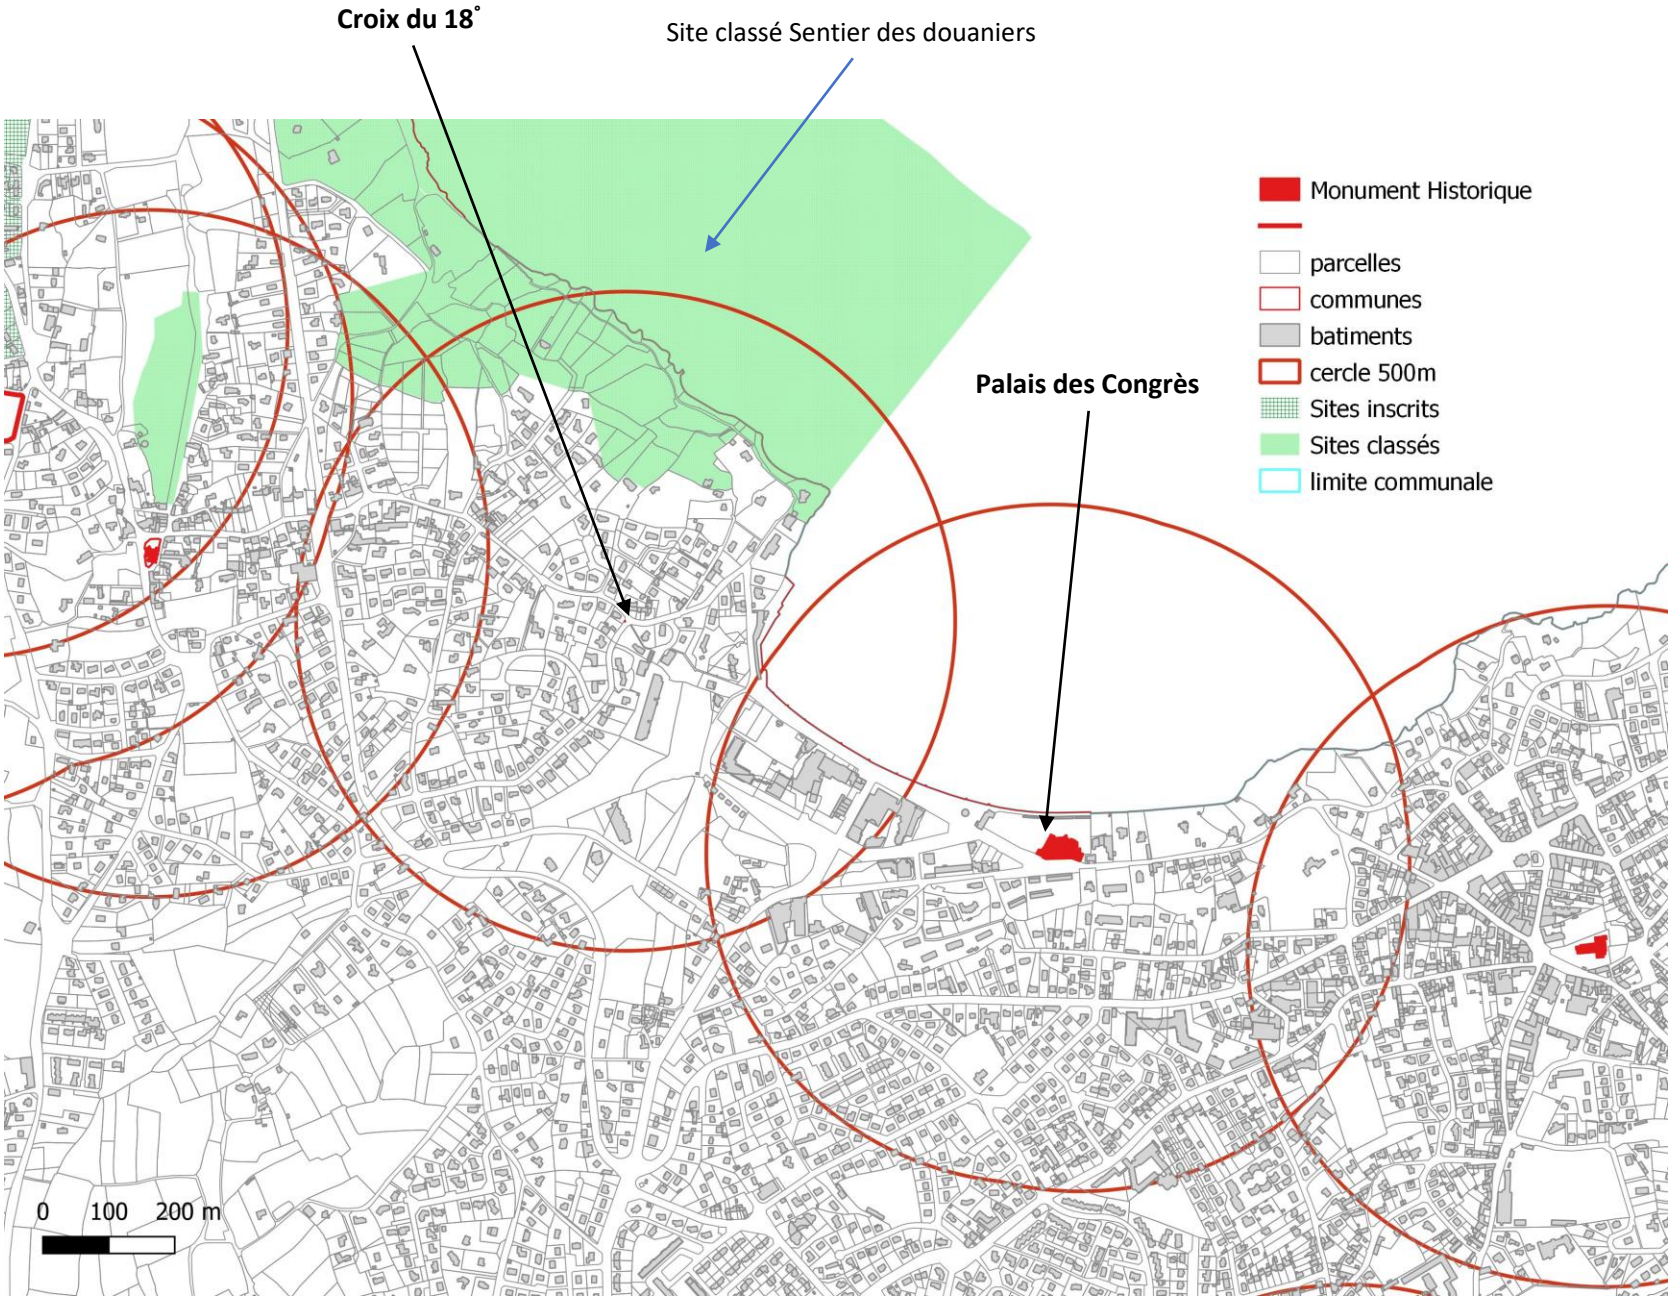 Croix du 18˚
Site classé Sentier des douaniers
Monument Historique
parcelles
communes
batiments
cercle 500m
Sites inscrits
Sites classés
limite communale
Palais des Congrès
0 100 200 m